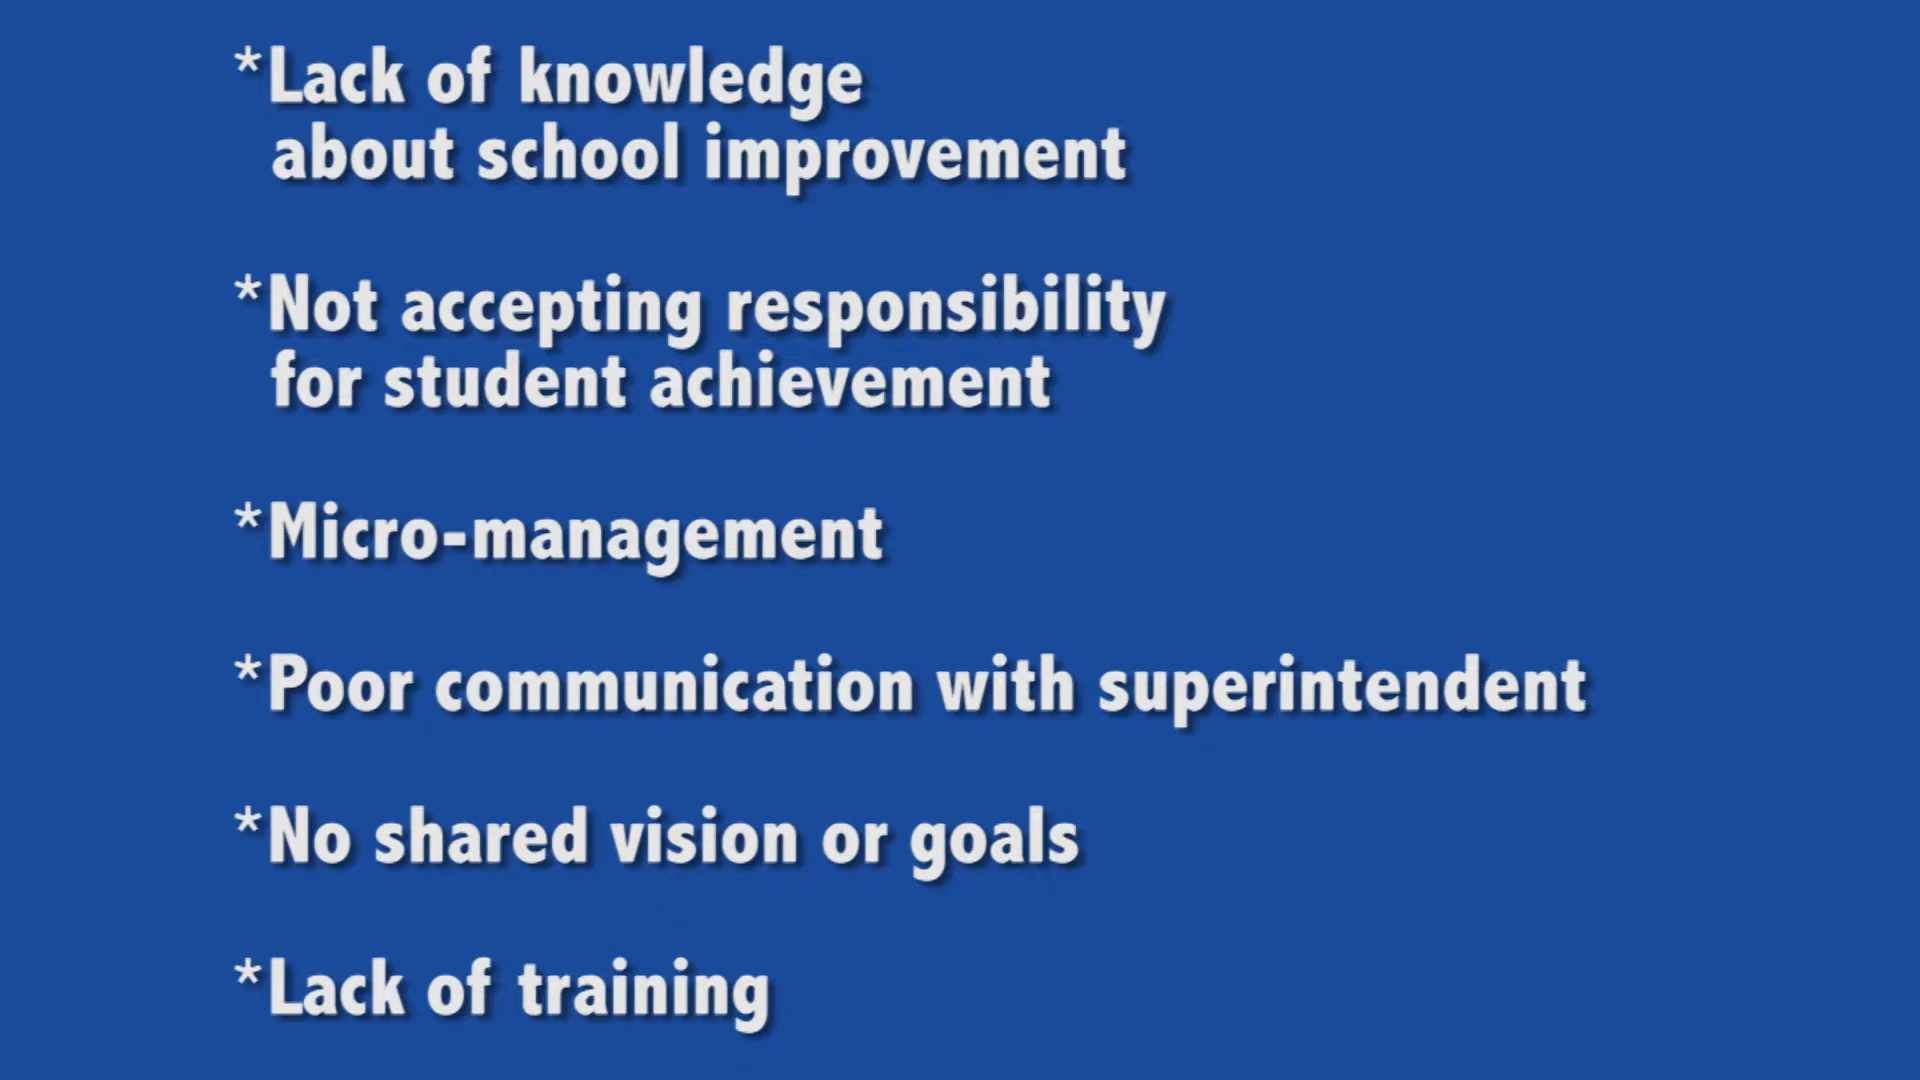 *Lack of knowledge
about school improvement
*Not accepting responsibility
for student achievement
*Micro-management
*Poor communication with superintendent
*No shared vision or goals
*Lack of training